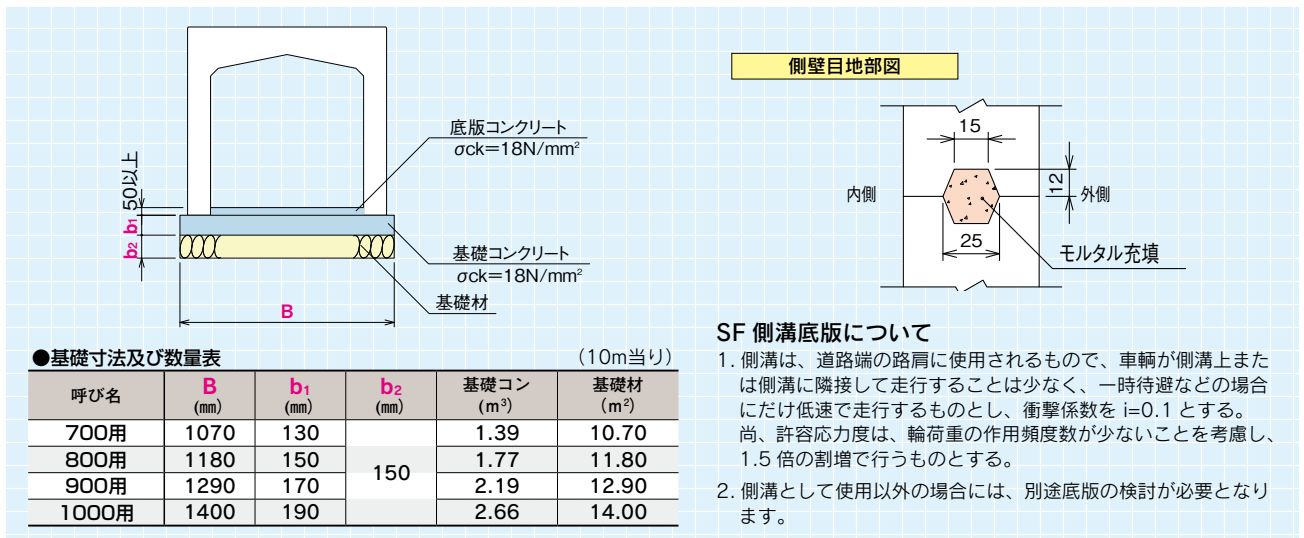 底版コンクリート
σck=18N/mm²
50以上
b1
b2
基礎コンクリート
σck=18N/mm²
基礎材
B
側壁目地部図
15
12
内側
外側
25
モルタル充填
●基礎寸法及び数量表 (10m当り)
呼び名 B (㎜) b1 (㎜) b2 (㎜) 基礎コン (m³) 基礎材 (m²)
700用 1070 130 150 1.39 10.70
800用 1180 150 1.77 11.80
900用 1290 170 2.19 12.90
1000用 1400 190 2.66 14.00
SF 側溝底版について
1. 側溝は、道路端の路肩に使用されるもので、車輌が側溝上また
は側溝に隣接して走行することは少なく、一時待避などの場合
にだけ低速で走行するものとし、衝撃係数を i=0.1 とする。
尚、許容応力度は、輪荷重の作用頻度数が少ないことを考慮し、
1.5 倍の割増で行うものとする。
2. 側溝として使用以外の場合には、別途底版の検討が必要となり
ます。